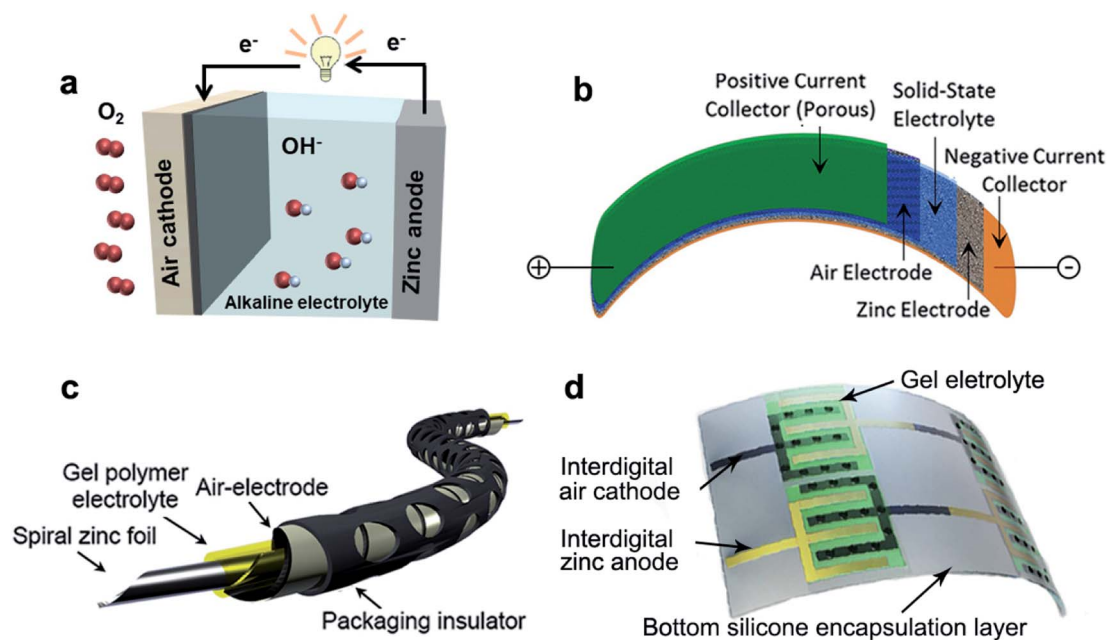 a
e-
e-
O2
OH-
Air cathode
Zinc anode
Alkaline electrolyte
b
Positive Current
Collector (Porous)
Solid-State
Electrolyte
Negative Current
Collector
Air Electrode
Zinc Electrode
+
-
c
Gel polymer
electrolyte
Air-electrode
Spiral zinc foil
Packaging insulator
d
Gel eletrolyte
Interdigital
air cathode
Interdigital
zinc anode
Bottom silicone encapsulation layer